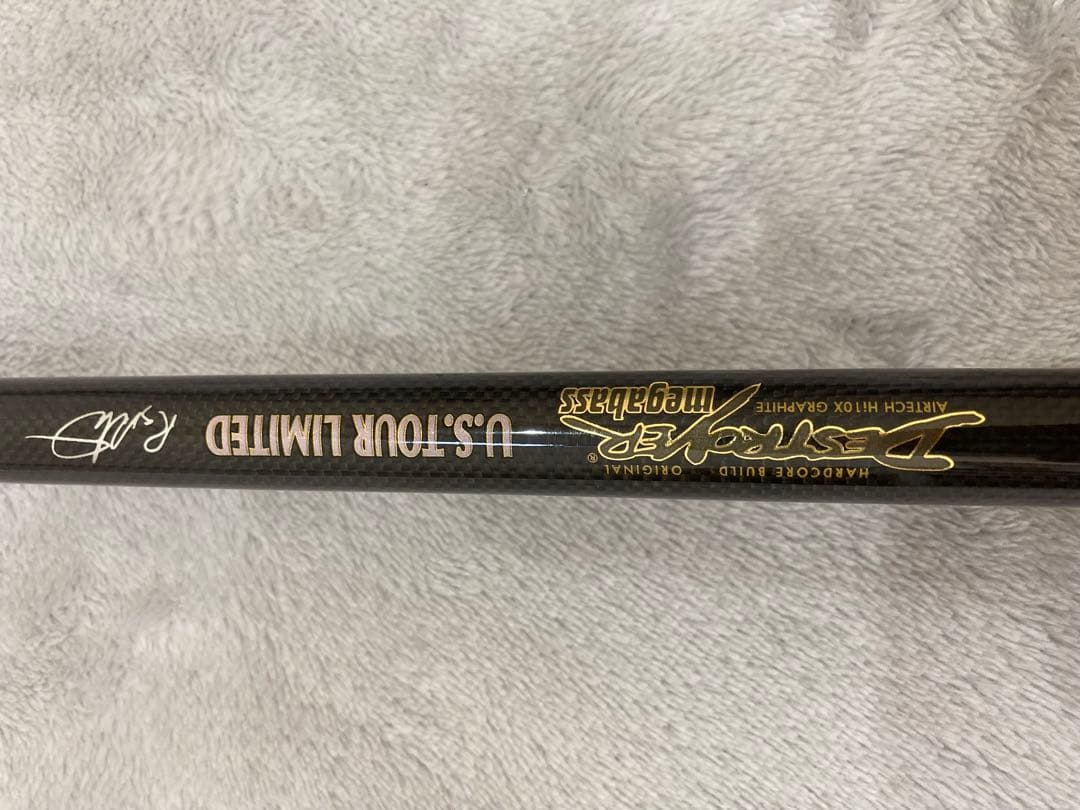 HARDCORE BUILD ORIGINAL
DESTROYER®
AIRTECH Hi10X GRAPHITE megabass
U.S.TOUR LIMITED